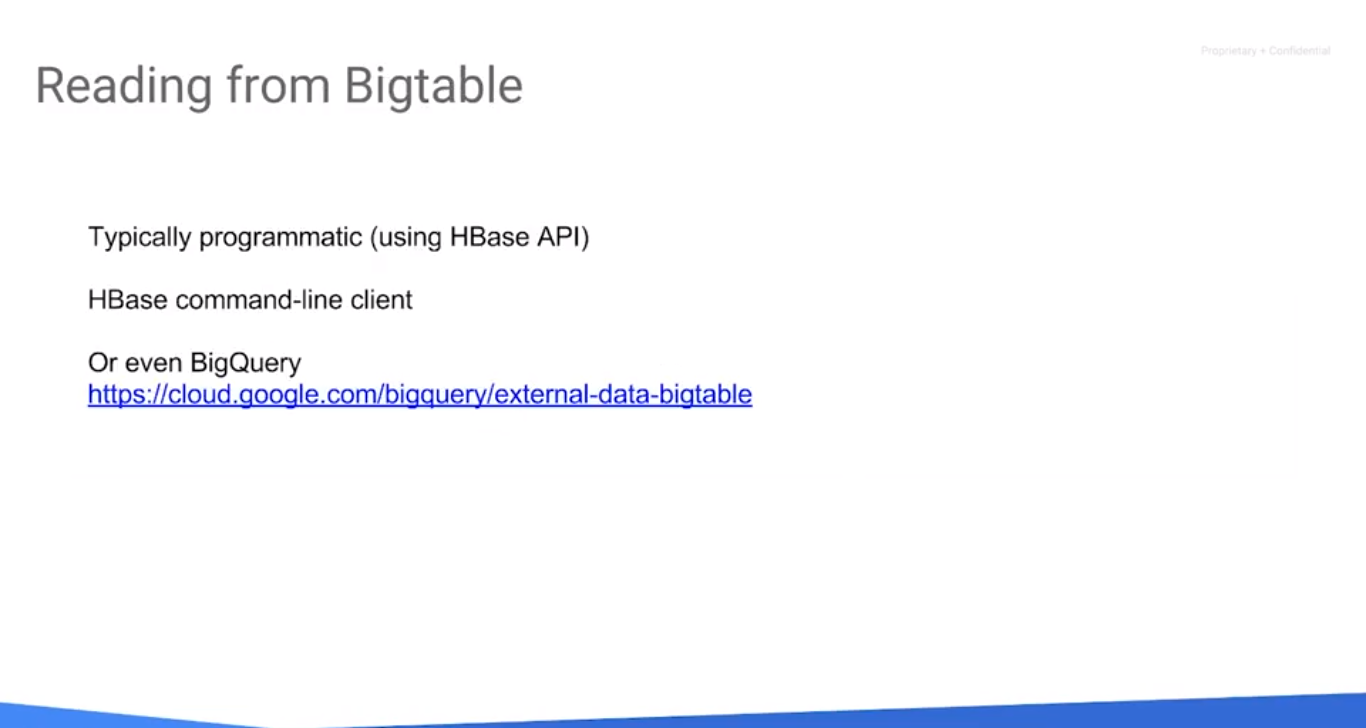 Proprietary + Confidential
Reading from Bigtable
Typically programmatic (using HBase API)
HBase command-line client
Or even BigQuery
https://cloud.google.com/bigquery/external-data-bigtable